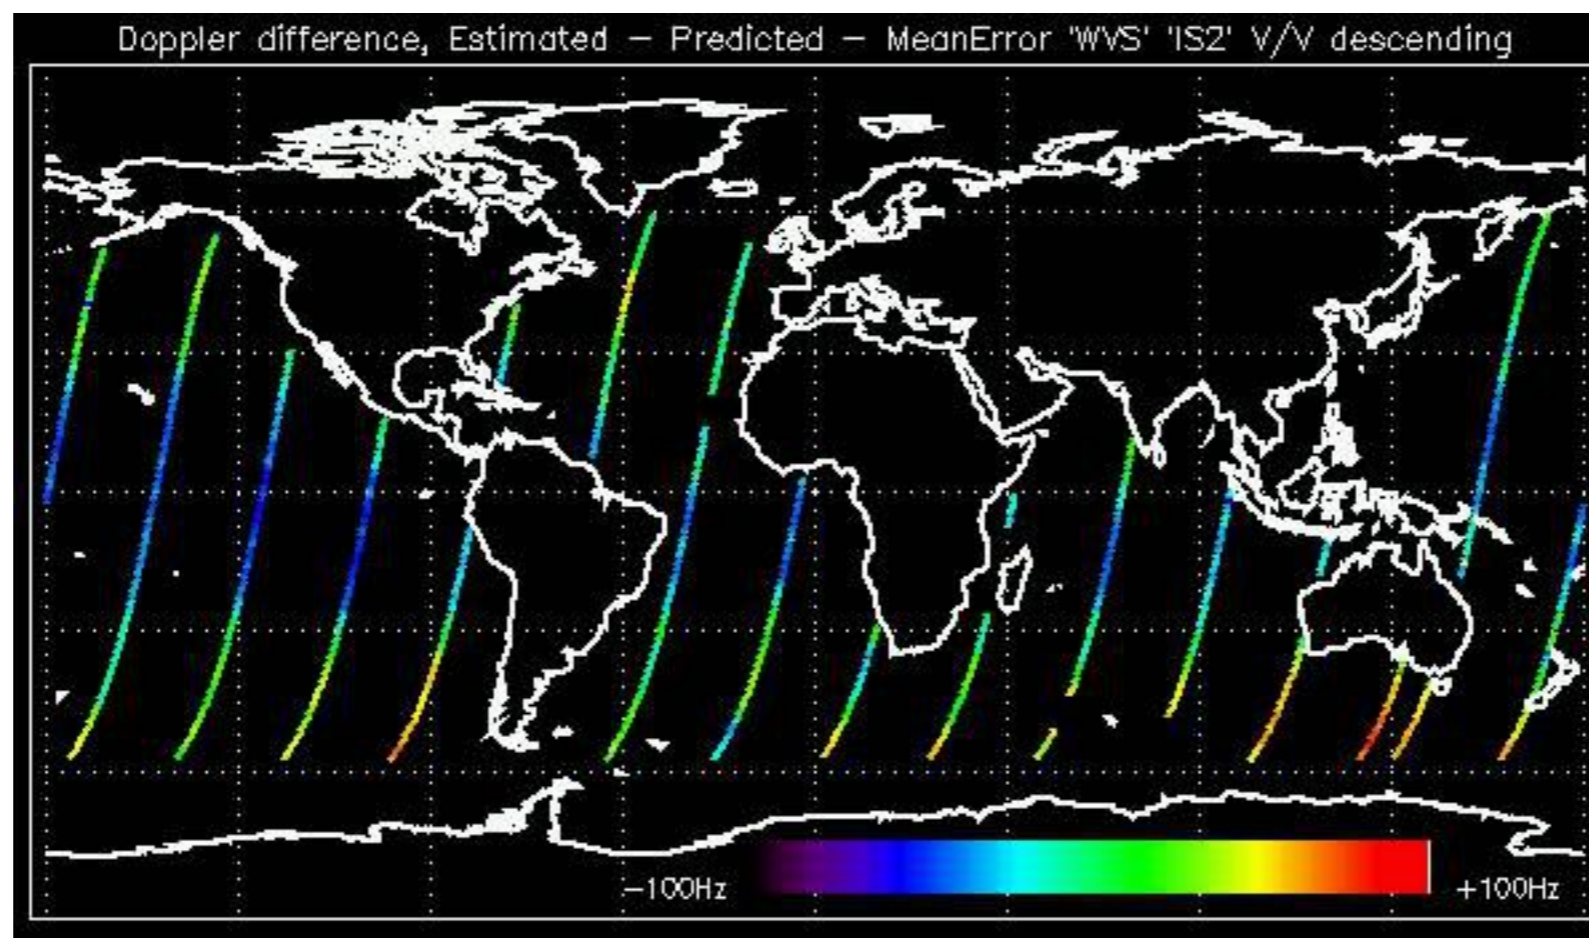 Doppler difference, Estimated – Predicted – MeanError 'WVS' 'IS2' V/V descending
–100Hz +100Hz